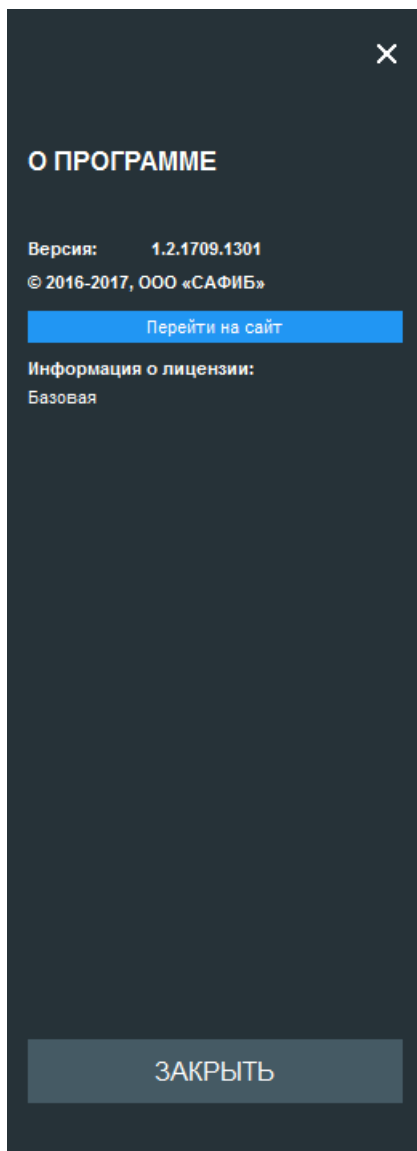 О ПРОГРАММЕ
Версия: 1.2.1709.1301
© 2016-2017, ООО «САФИБ»
Перейти на сайт
Информация о лицензии:
Базовая
ЗАКРЫТЬ